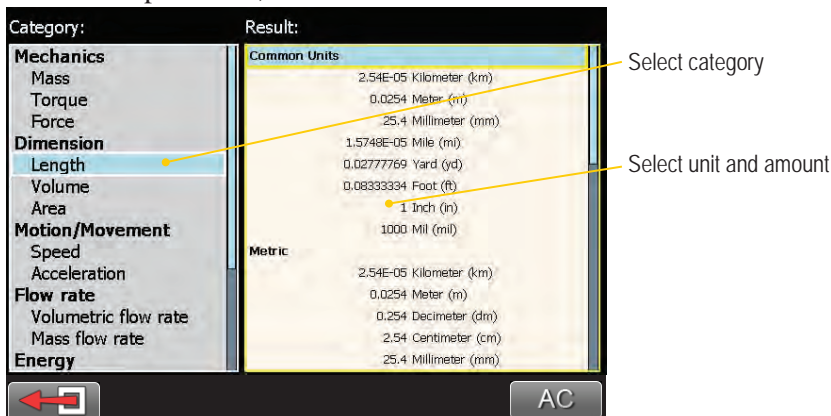 Category:
Mechanics
Mass
Torque
Force
Dimension
Length
Volume
Area
Motion/Movement
Speed
Acceleration
Flow rate
Volumetric flow rate
Mass flow rate
Energy
Result:
Common Units
2.54E-05 Kilometer (km)
0.0254 Meter (m)
25.4 Millimeter (mm)
1.5748E-05 Mile (mi)
0.02777769 Yard (yd)
0.08333334 Foot (ft)
1 Inch (in)
1000 Mil (mil)
Metric
2.54E-05 Kilometer (km)
0.0254 Meter (m)
0.254 Decimeter (dm)
2.54 Centimeter (cm)
25.4 Millimeter (mm)
AC
Select category
Select unit and amount